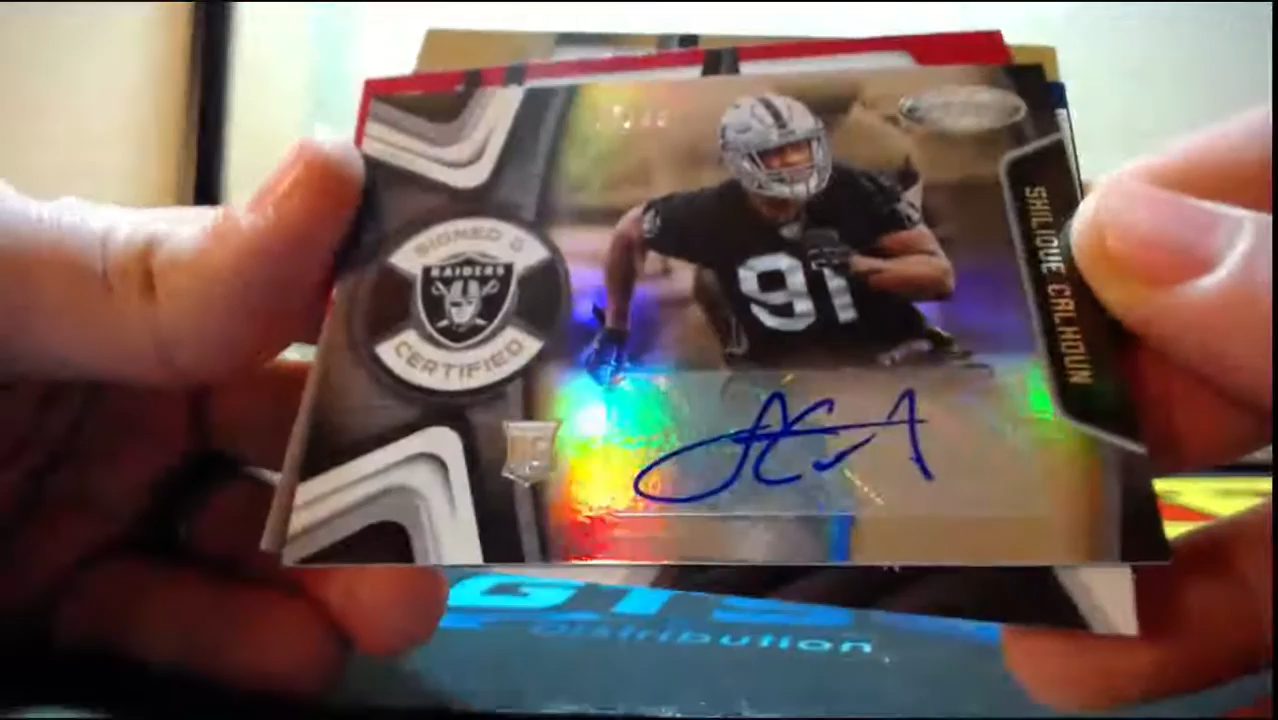 SIGNED &
RAIDERS
CERTIFIED
RC
91
SHILIQUE CALHOUN
GTS
Distribution